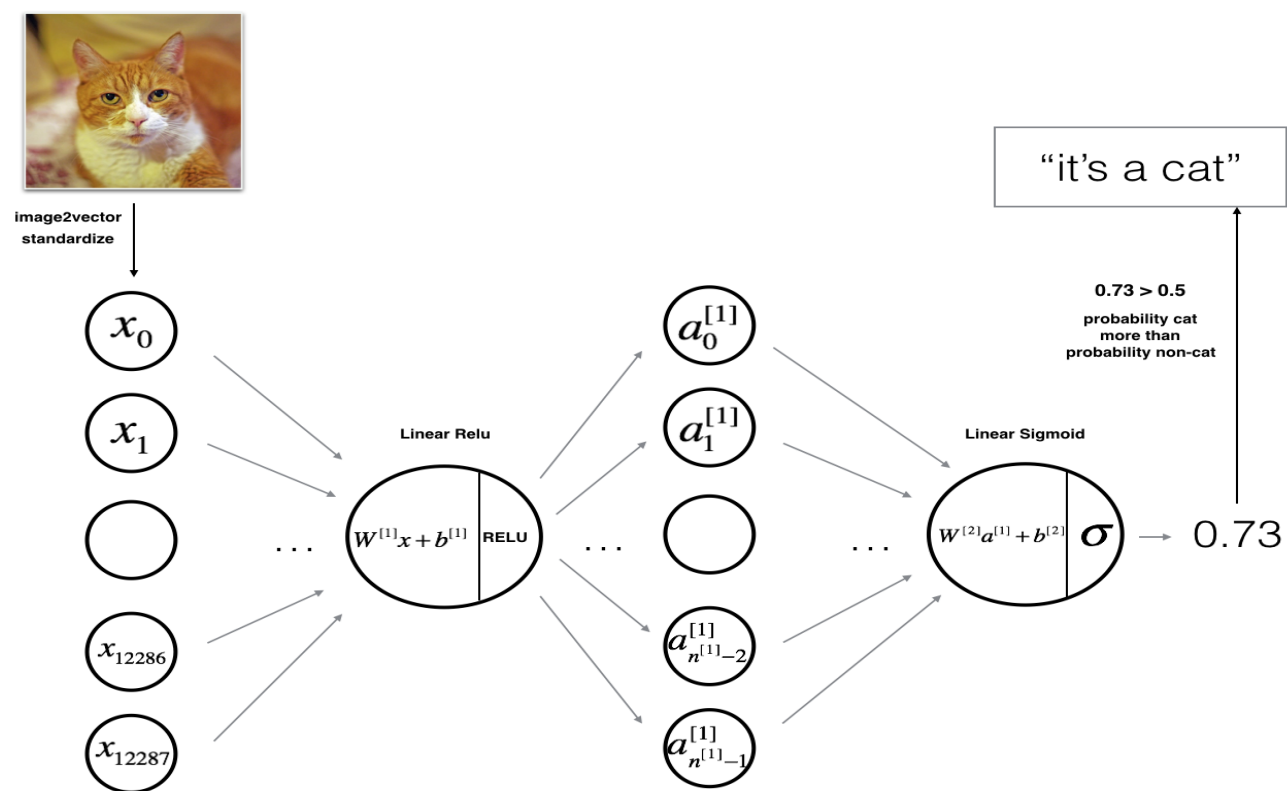 “it’s a cat”
image2vector
standardize
0.73 > 0.5
probability cat
more than
probability non-cat
x₀
x₁
x₁₂₂₈₆
x₁₂₂₈₇
Linear Relu
W^[1]x + b^[1]
RELU
. . .
. . .
a₀^[1]
a₁^[1]
a_{n^[1]−2}^[1]
a_{n^[1]−1}^[1]
. . .
Linear Sigmoid
W^[2]a^[1] + b^[2]
σ
0.73